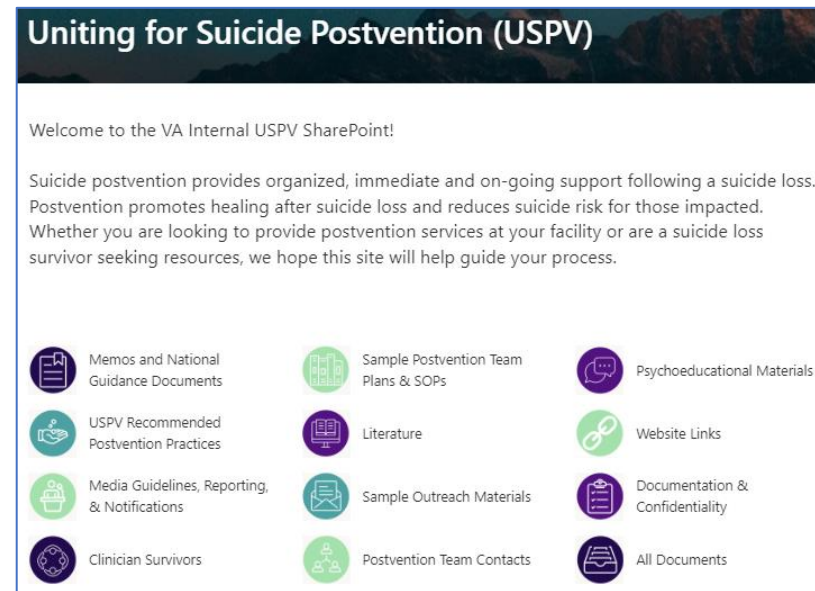 Uniting for Suicide Postvention (USPV)
Welcome to the VA Internal USPV SharePoint!
Suicide postvention provides organized, immediate and on-going support following a suicide loss.
Postvention promotes healing after suicide loss and reduces suicide risk for those impacted.
Whether you are looking to provide postvention services at your facility or are a suicide loss
survivor seeking resources, we hope this site will help guide your process.
Memos and National
Guidance Documents
Sample Postvention Team
Plans & SOPs
Psychoeducational Materials
USPV Recommended
Postvention Practices
Literature
Website Links
Media Guidelines, Reporting,
& Notifications
Sample Outreach Materials
Documentation &
Confidentiality
Clinician Survivors
Postvention Team Contacts
All Documents